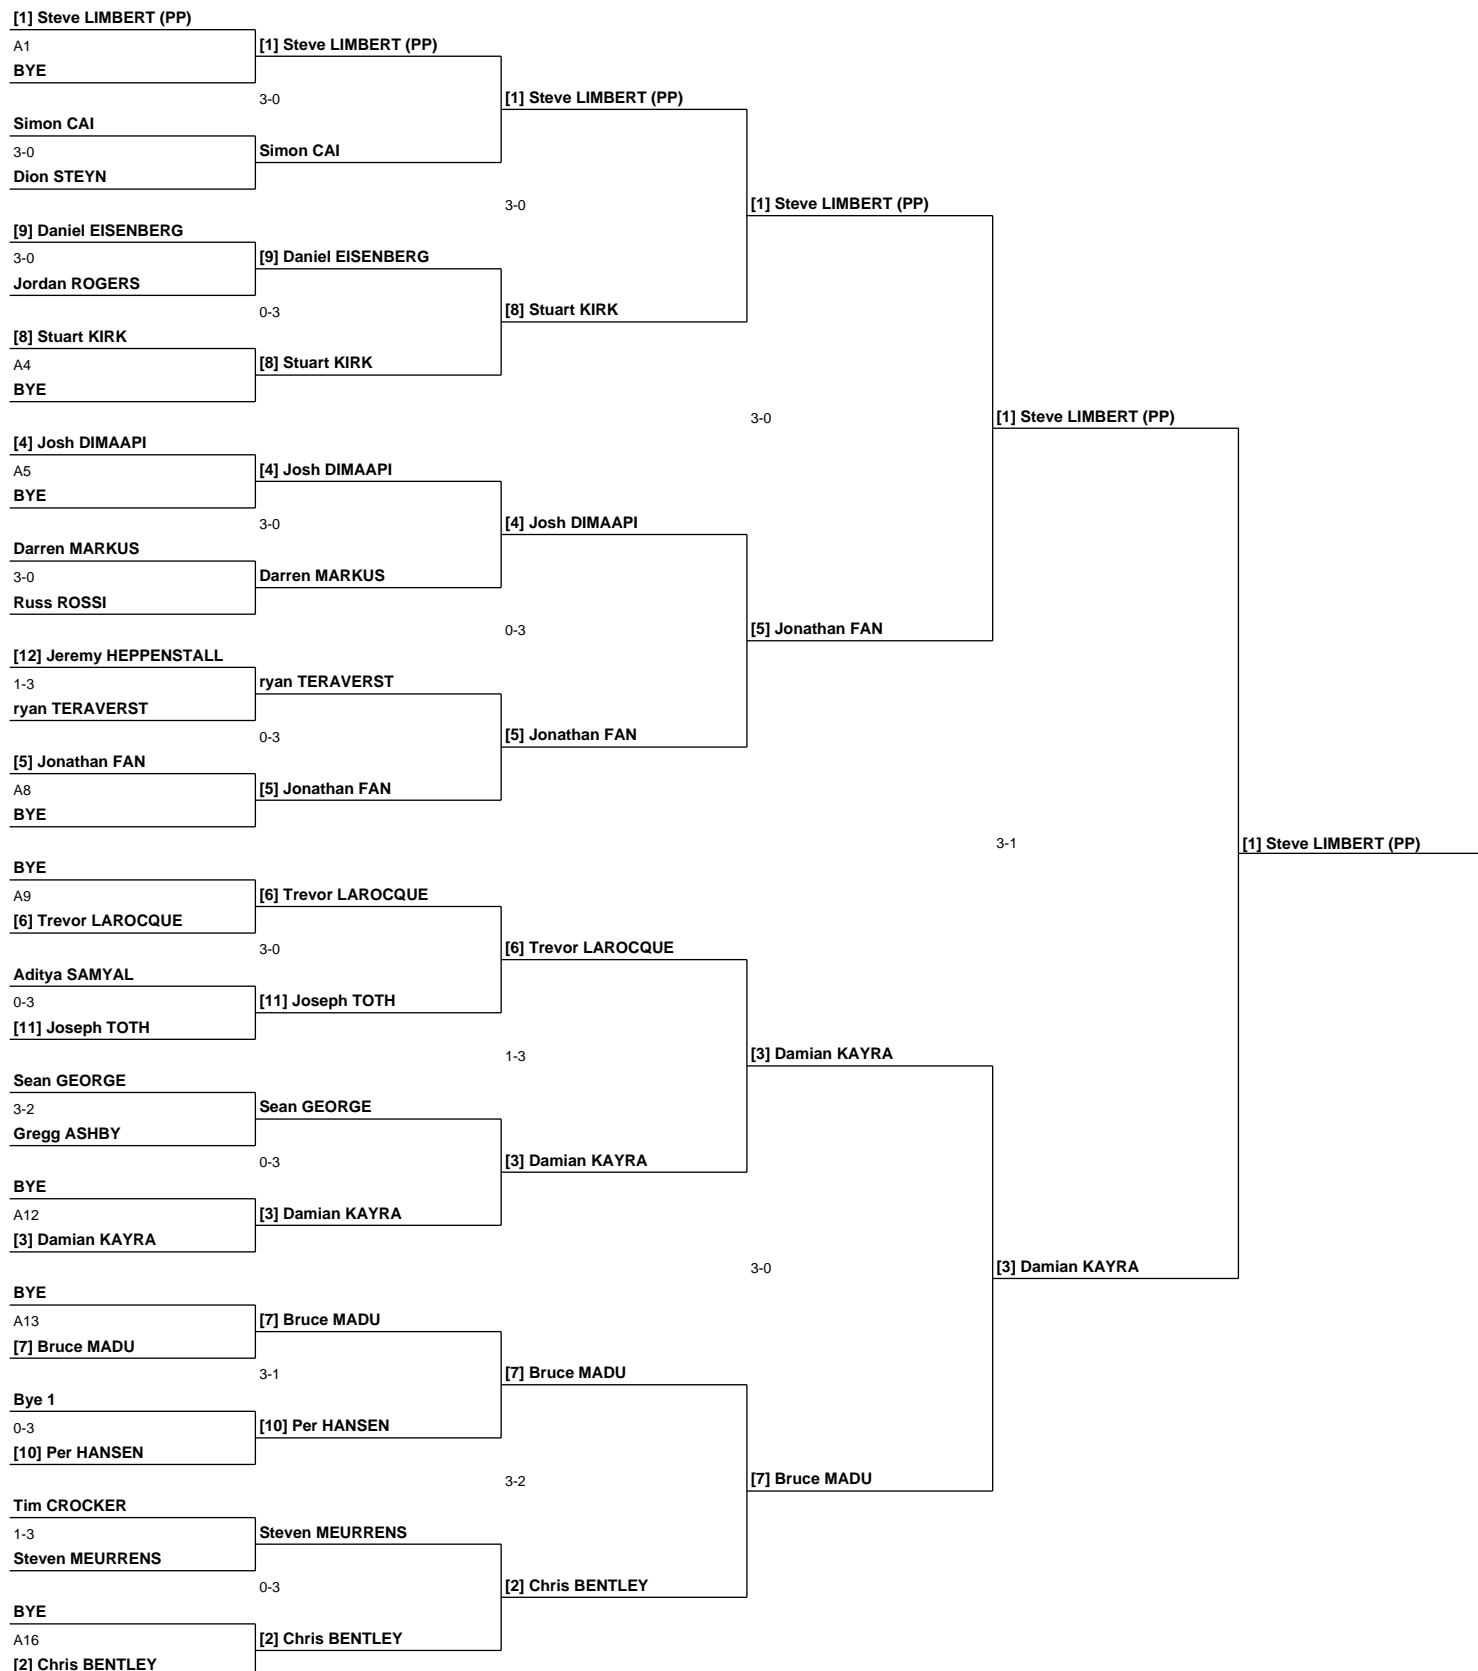 [1] Steve LIMBERT (PP)
A1
BYE
Simon CAI
3-0
Dion STEYN
[9] Daniel EISENBERG
3-0
Jordan ROGERS
[8] Stuart KIRK
A4
BYE
[4] Josh DIMAAPI
A5
BYE
Darren MARKUS
3-0
Russ ROSSI
[12] Jeremy HEPPENSTALL
1-3
ryan TERAVERST
[5] Jonathan FAN
A8
BYE
BYE
A9
[6] Trevor LAROCQUE
Aditya SAMYAL
0-3
[11] Joseph TOTH
Sean GEORGE
3-2
Gregg ASHBY
BYE
A12
[3] Damian KAYRA
BYE
A13
[7] Bruce MADU
Bye 1
0-3
[10] Per HANSEN
Tim CROCKER
1-3
Steven MEURRENS
BYE
A16
[2] Chris BENTLEY
[1] Steve LIMBERT (PP)
3-0
Simon CAI
[9] Daniel EISENBERG
0-3
[8] Stuart KIRK
[4] Josh DIMAAPI
3-0
Darren MARKUS
ryan TERAVERST
0-3
[5] Jonathan FAN
[6] Trevor LAROCQUE
3-0
[11] Joseph TOTH
Sean GEORGE
0-3
[3] Damian KAYRA
[7] Bruce MADU
3-1
[10] Per HANSEN
Steven MEURRENS
0-3
[2] Chris BENTLEY
[1] Steve LIMBERT (PP)
3-0
[8] Stuart KIRK
[4] Josh DIMAAPI
0-3
[5] Jonathan FAN
[6] Trevor LAROCQUE
1-3
[3] Damian KAYRA
[7] Bruce MADU
3-2
[2] Chris BENTLEY
[1] Steve LIMBERT (PP)
3-0
[5] Jonathan FAN
[3] Damian KAYRA
3-0
[7] Bruce MADU
[1] Steve LIMBERT (PP)
3-1
[3] Damian KAYRA
[1] Steve LIMBERT (PP)